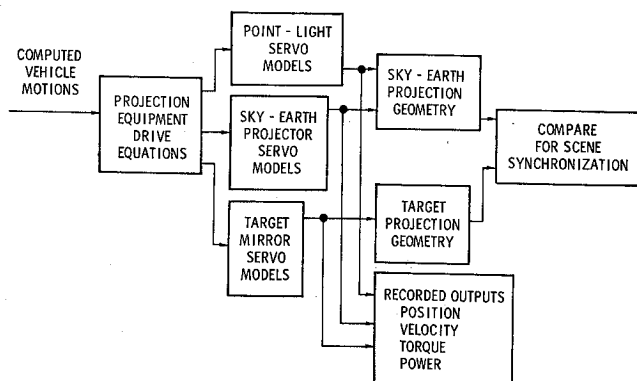 COMPUTED
VEHICLE
MOTIONS
PROJECTION
EQUIPMENT
DRIVE
EQUATIONS
POINT - LIGHT
SERVO
MODELS
SKY - EARTH
PROJECTOR
SERVO
MODELS
TARGET
MIRROR
SERVO
MODELS
SKY - EARTH
PROJECTION
GEOMETRY
TARGET
PROJECTION
GEOMETRY
COMPARE
FOR SCENE
SYNCHRONIZATION
RECORDED OUTPUTS
POSITION
VELOCITY
TORQUE
POWER